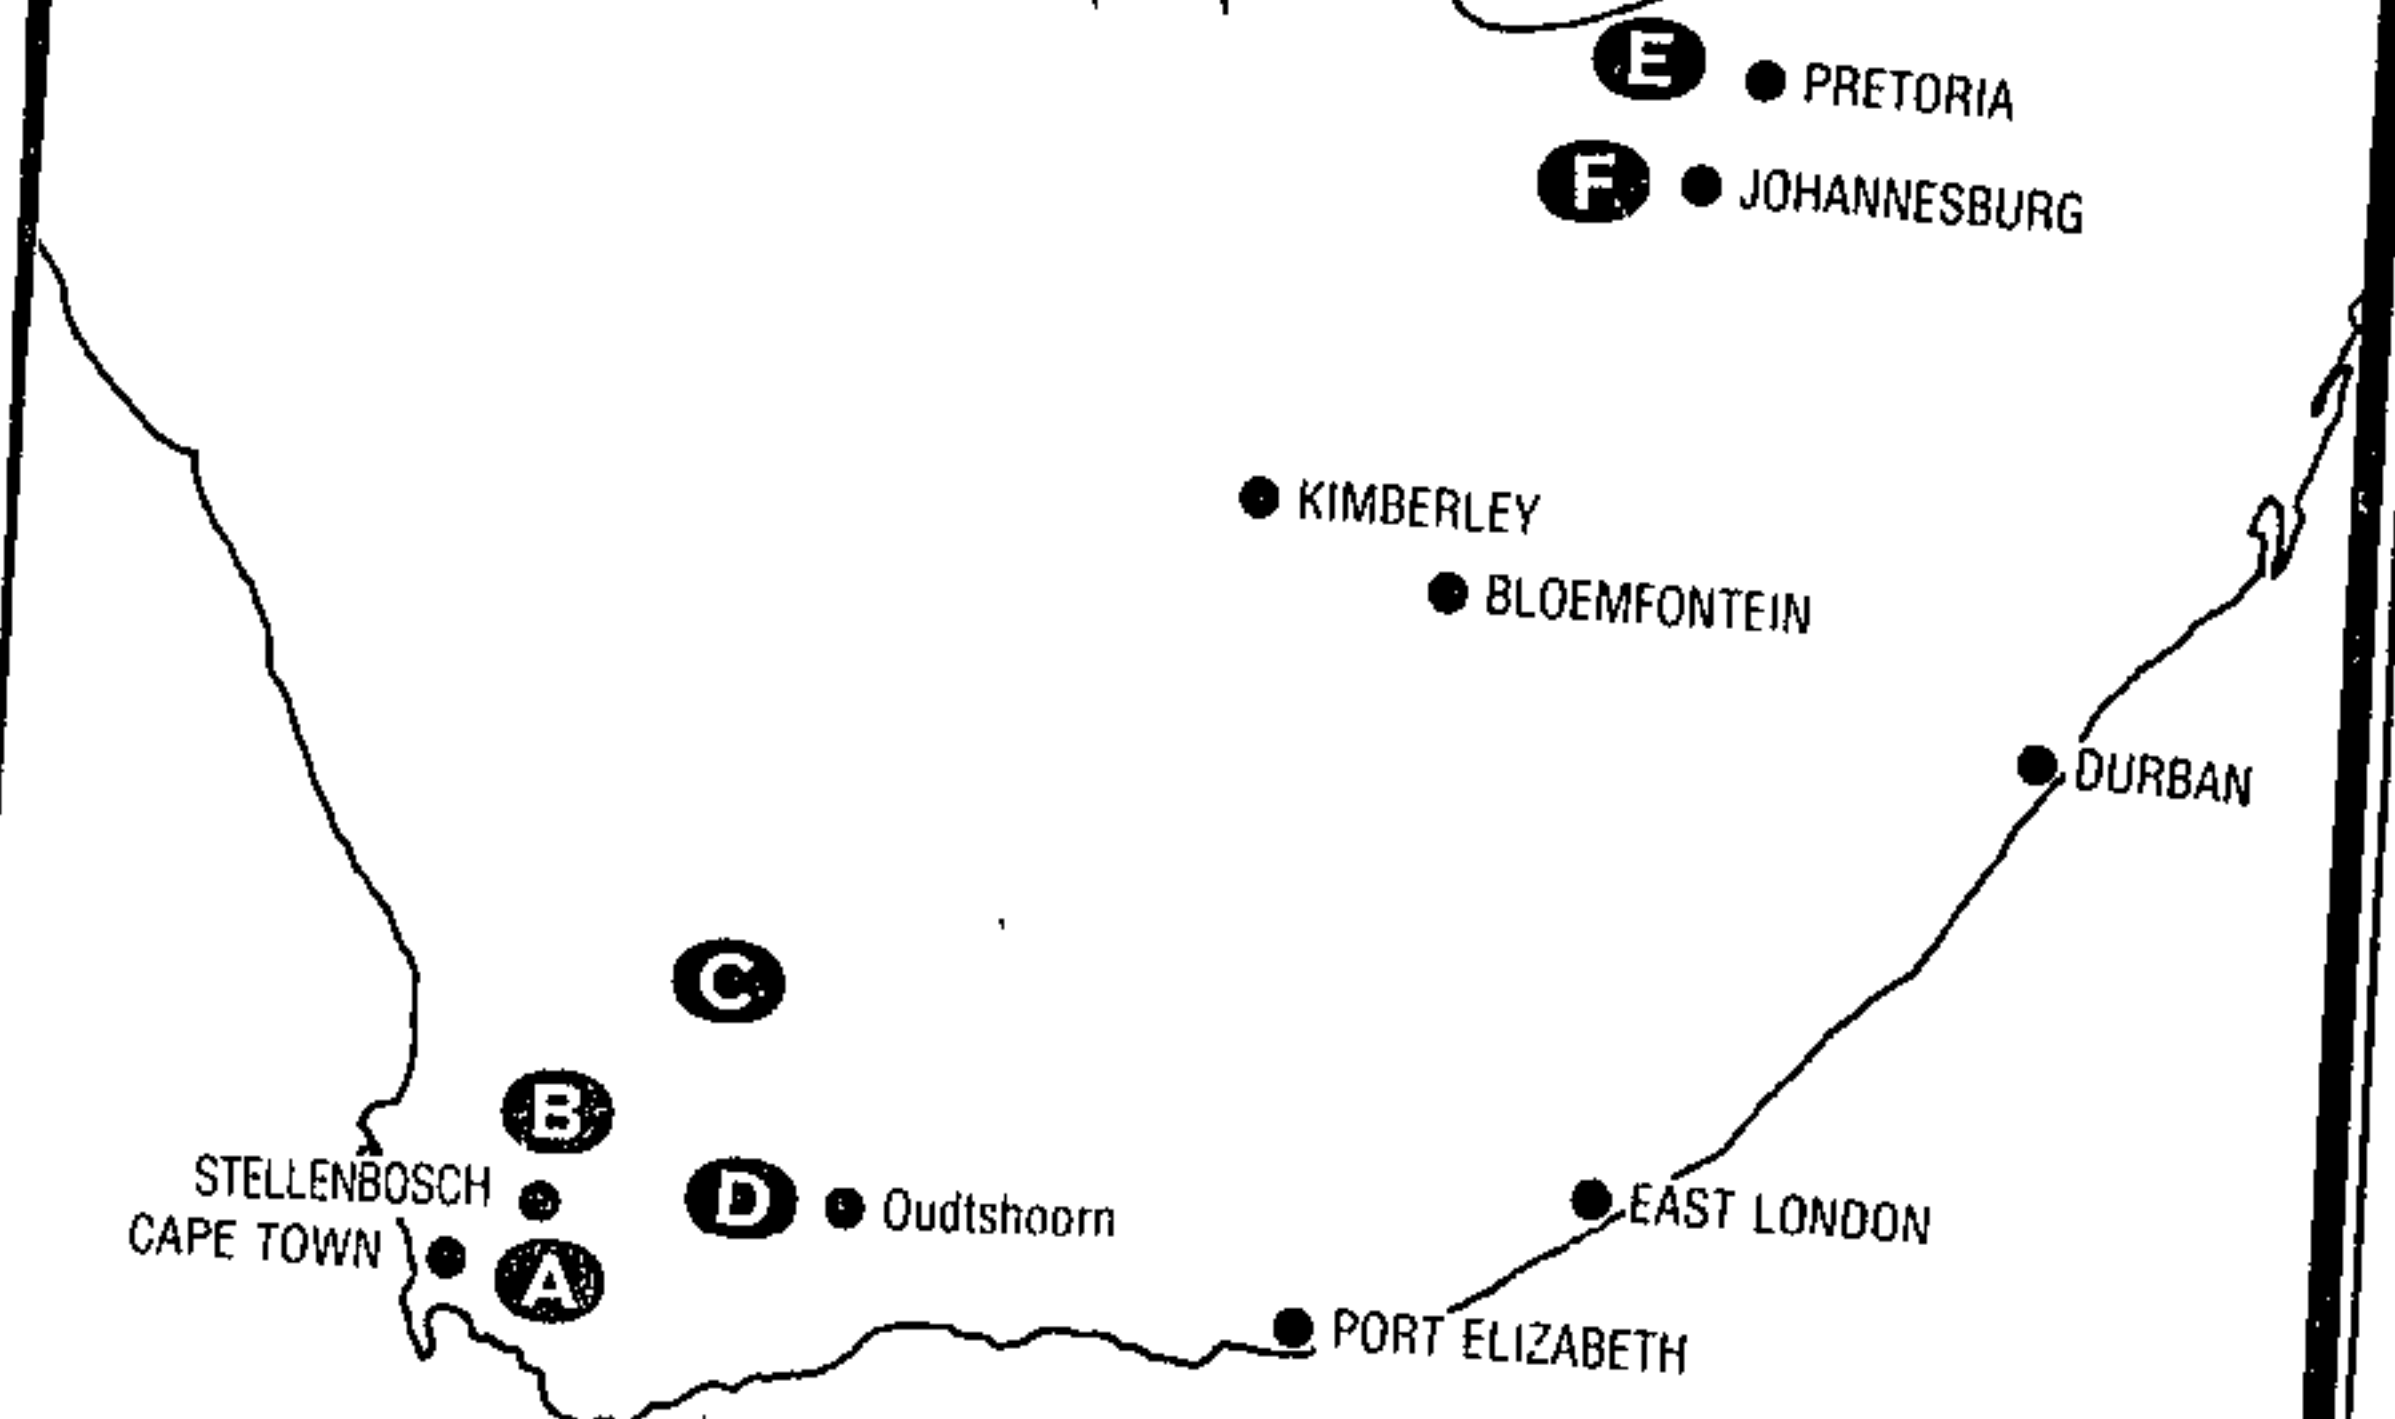 E
PRETORIA
F
JOHANNESBURG
KIMBERLEY
BLOEMFONTEIN
DURBAN
C
B
STELLENBOSCH
D
Oudtshoorn
CAPE TOWN
A
EAST LONDON
PORT ELIZABETH